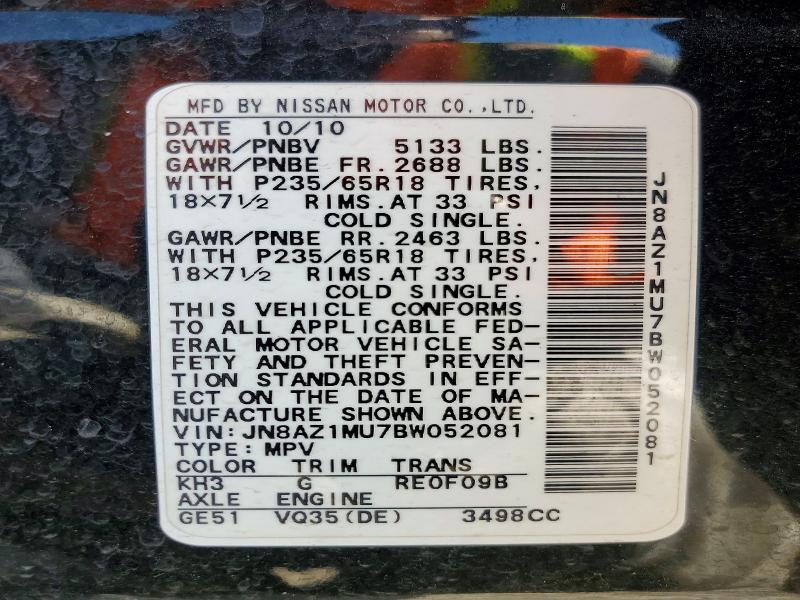 MFD BY NISSAN MOTOR CO.,LTD.
DATE 10/10
GVWR/PNBV 5133 LBS.
GAWR/PNBE FR.2688 LBS.
WITH P235/65R18 TIRES,
18×7½ RIMS.AT 33 PSI
COLD SINGLE.
GAWR/PNBE RR.2463 LBS.
WITH P235/65R18 TIRES,
18×7½ RIMS.AT 33 PSI
COLD SINGLE.
THIS VEHICLE CONFORMS
TO ALL APPLICABLE FED–
ERAL MOTOR VEHICLE SA–
FETY AND THEFT PREVEN–
TION STANDARDS IN EFF–
ECT ON THE DATE OF MA–
NUFACTURE SHOWN ABOVE.
VIN:JN8AZ1MU7BW052081
TYPE:MPV
COLOR TRIM TRANS
KH3 G RE0F09B
AXLE ENGINE
GE51 VQ35(DE) 3498CC
JN8AZ1MU7BW052081